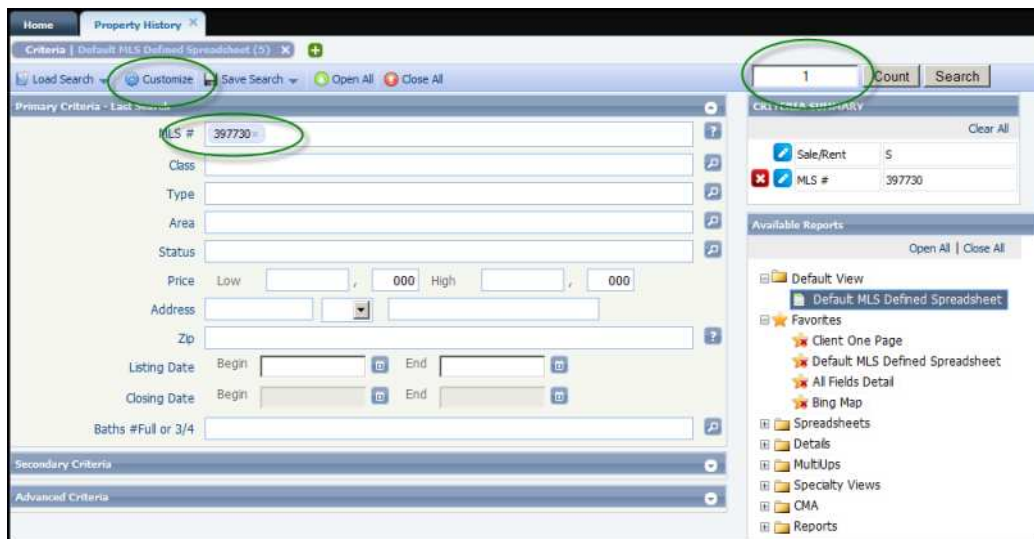 Home Property History
Criteria | Default MLS Defined Spreadsheet (5) X
Load Search Customize Save Search Open All Close All
1 Count Search
Primary Criteria - Last Search
MLS # 397730 ×
Class
Type
Area
Status
Price Low , 000 High , 000
Address
Zip
Listing Date Begin End
Closing Date Begin End
Baths #Full or 3/4
Secondary Criteria
Advanced Criteria
CRITERIA SUMMARY
Clear All
Sale/Rent S
MLS # 397730
Available Reports
Open All | Close All
Default View
Default MLS Defined Spreadsheet
Favorites
Client One Page
Default MLS Defined Spreadsheet
All Fields Detail
Bing Map
Spreadsheets
Details
MultiUps
Specialty Views
CMA
Reports